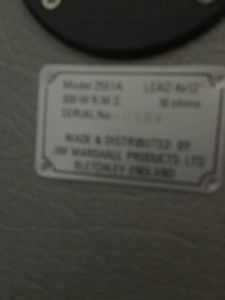 Model 2551A LEAD 4x12"
300 W R.M.S. 16 ohms
SERIAL No.
MADE & DISTRIBUTED BY
JIM MARSHALL PRODUCTS LTD
BLETCHLEY ENGLAND